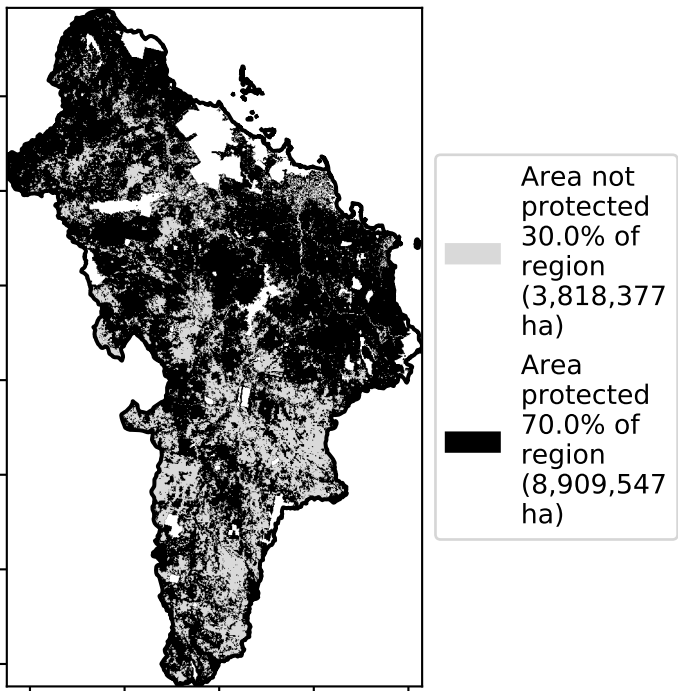 Area not
protected
30.0% of
region
(3,818,377
ha)
Area
protected
70.0% of
region
(8,909,547
ha)